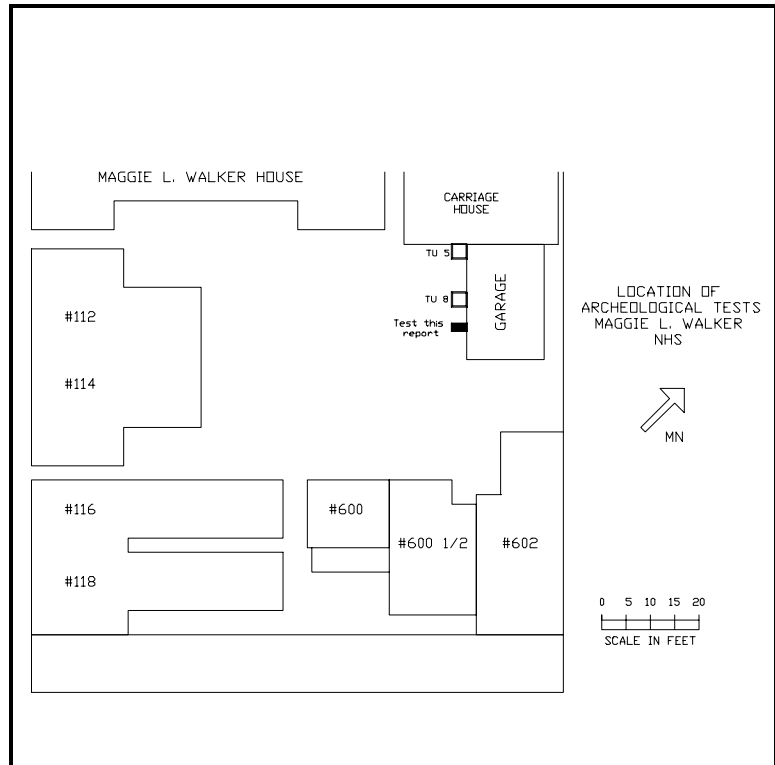 MAGGIE L. WALKER HOUSE
CARRIAGE
HOUSE
TU 5
TU 8
Test this
report
GARAGE
#112
#114
LOCATION OF
ARCHEOLOGICAL TESTS
MAGGIE L. WALKER
NHS
MN
#116
#118
#600
#600 1/2
#602
0 5 10 15 20
SCALE IN FEET